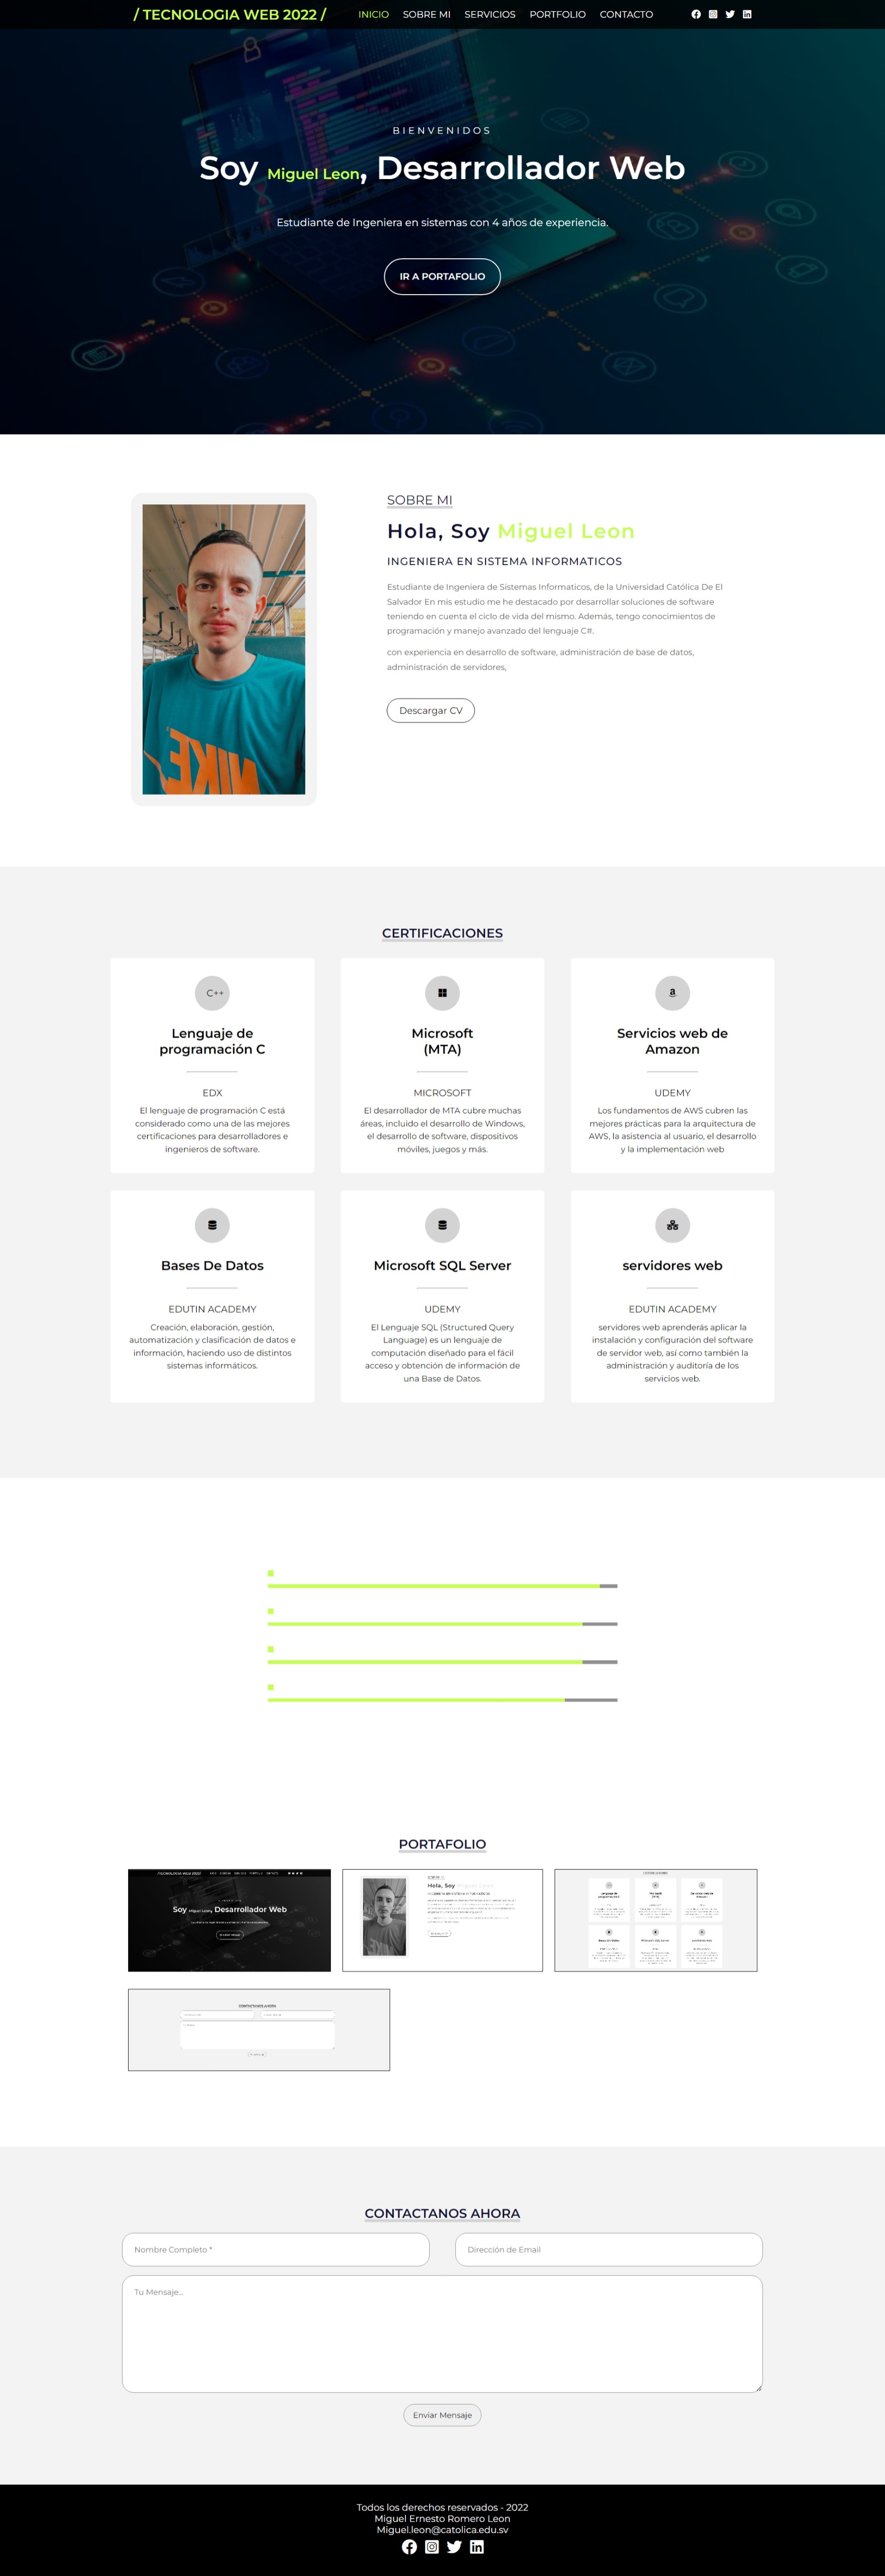 / TECNOLOGIA WEB 2022 /
INICIO SOBRE MI SERVICIOS PORTFOLIO CONTACTO
BIENVENIDOS
Soy Miguel Leon, Desarrollador Web
Estudiante de Ingeniera en sistemas con 4 años de experiencia.
IR A PORTAFOLIO
SOBRE MI
Hola, Soy Miguel Leon
INGENIERA EN SISTEMA INFORMATICOS
Estudiante de Ingeniera de Sistemas Informaticos, de la Universidad Católica De El
Salvador En mis estudio me he destacado por desarrollar soluciones de software
teniendo en cuenta el ciclo de vida del mismo. Además, tengo conocimientos de
programación y manejo avanzado del lenguaje C#.
con experiencia en desarrollo de software, administración de base de datos,
administración de servidores,
Descargar CV
NIKE
CERTIFICACIONES
C++
Lenguaje de
programación C
EDX
El lenguaje de programación C está
considerado como una de las mejores
certificaciones para desarrolladores e
ingenieros de software.
Microsoft
(MTA)
MICROSOFT
El desarrollador de MTA cubre muchas
áreas, incluido el desarrollo de Windows,
el desarrollo de software, dispositivos
móviles, juegos y más.
Servicios web de
Amazon
UDEMY
Los fundamentos de AWS cubren las
mejores prácticas para la arquitectura de
AWS, la asistencia al usuario, el desarrollo
y la implementación web
Bases De Datos
EDUTIN ACADEMY
Creación, elaboración, gestión,
automatización y clasificación de datos e
información, haciendo uso de distintos
sistemas informáticos.
Microsoft SQL Server
UDEMY
El Lenguaje SQL (Structured Query
Language) es un lenguaje de
computación diseñado para el fácil
acceso y obtención de información de
una Base de Datos.
servidores web
EDUTIN ACADEMY
servidores web aprenderás aplicar la
instalación y configuración del software
de servidor web, así como también la
administración y auditoría de los
servicios web.
PORTAFOLIO
Soy Miguel Leon, Desarrollador Web
Hola, Soy Miguel Leon
CONTACTANOS AHORA
CONTACTANOS AHORA
Nombre Completo *
Dirección de Email
Tu Mensaje...
Enviar Mensaje
Todos los derechos reservados - 2022
Miguel Ernesto Romero Leon
Miguel.leon@catolica.edu.sv